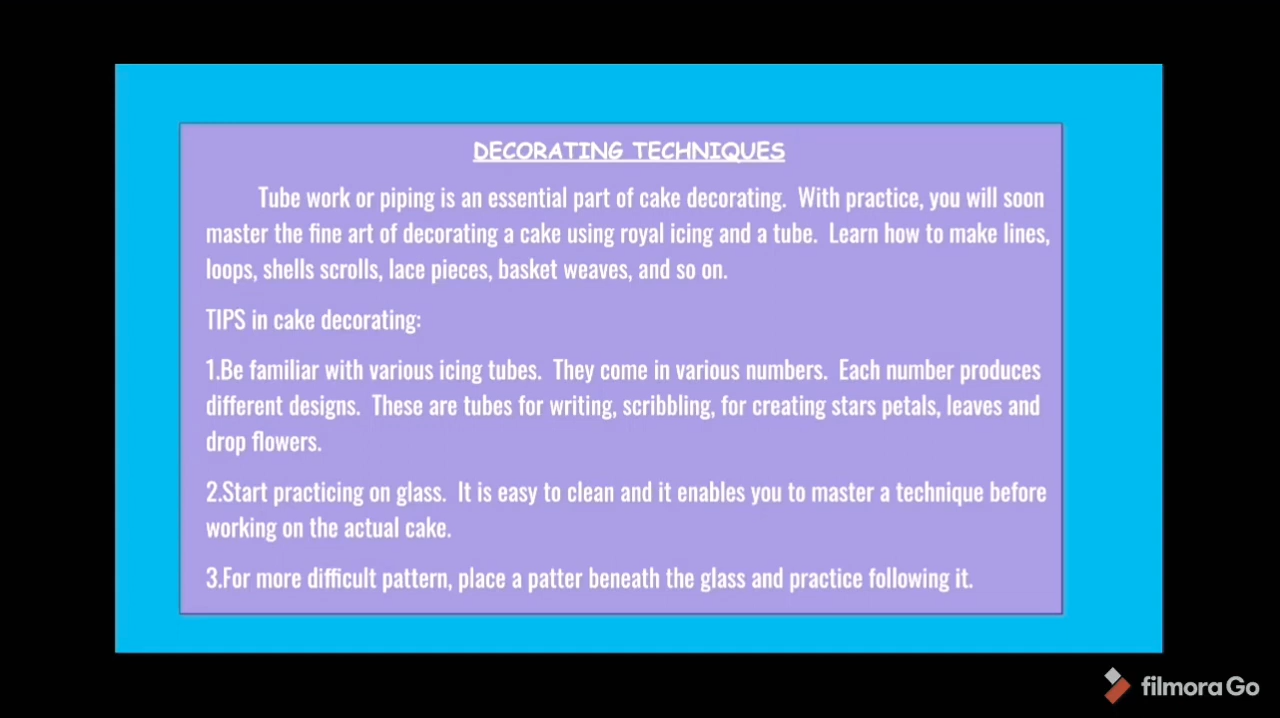 DECORATING TECHNIQUES
Tube work or piping is an essential part of cake decorating. With practice, you will soon
master the fine art of decorating a cake using royal icing and a tube. Learn how to make lines,
loops, shells scrolls, lace pieces, basket weaves, and so on.
TIPS in cake decorating:
1.Be familiar with various icing tubes. They come in various numbers. Each number produces
different designs. These are tubes for writing, scribbling, for creating stars petals, leaves and
drop flowers.
2.Start practicing on glass. It is easy to clean and it enables you to master a technique before
working on the actual cake.
3.For more difficult pattern, place a patter beneath the glass and practice following it.
filmoraGo